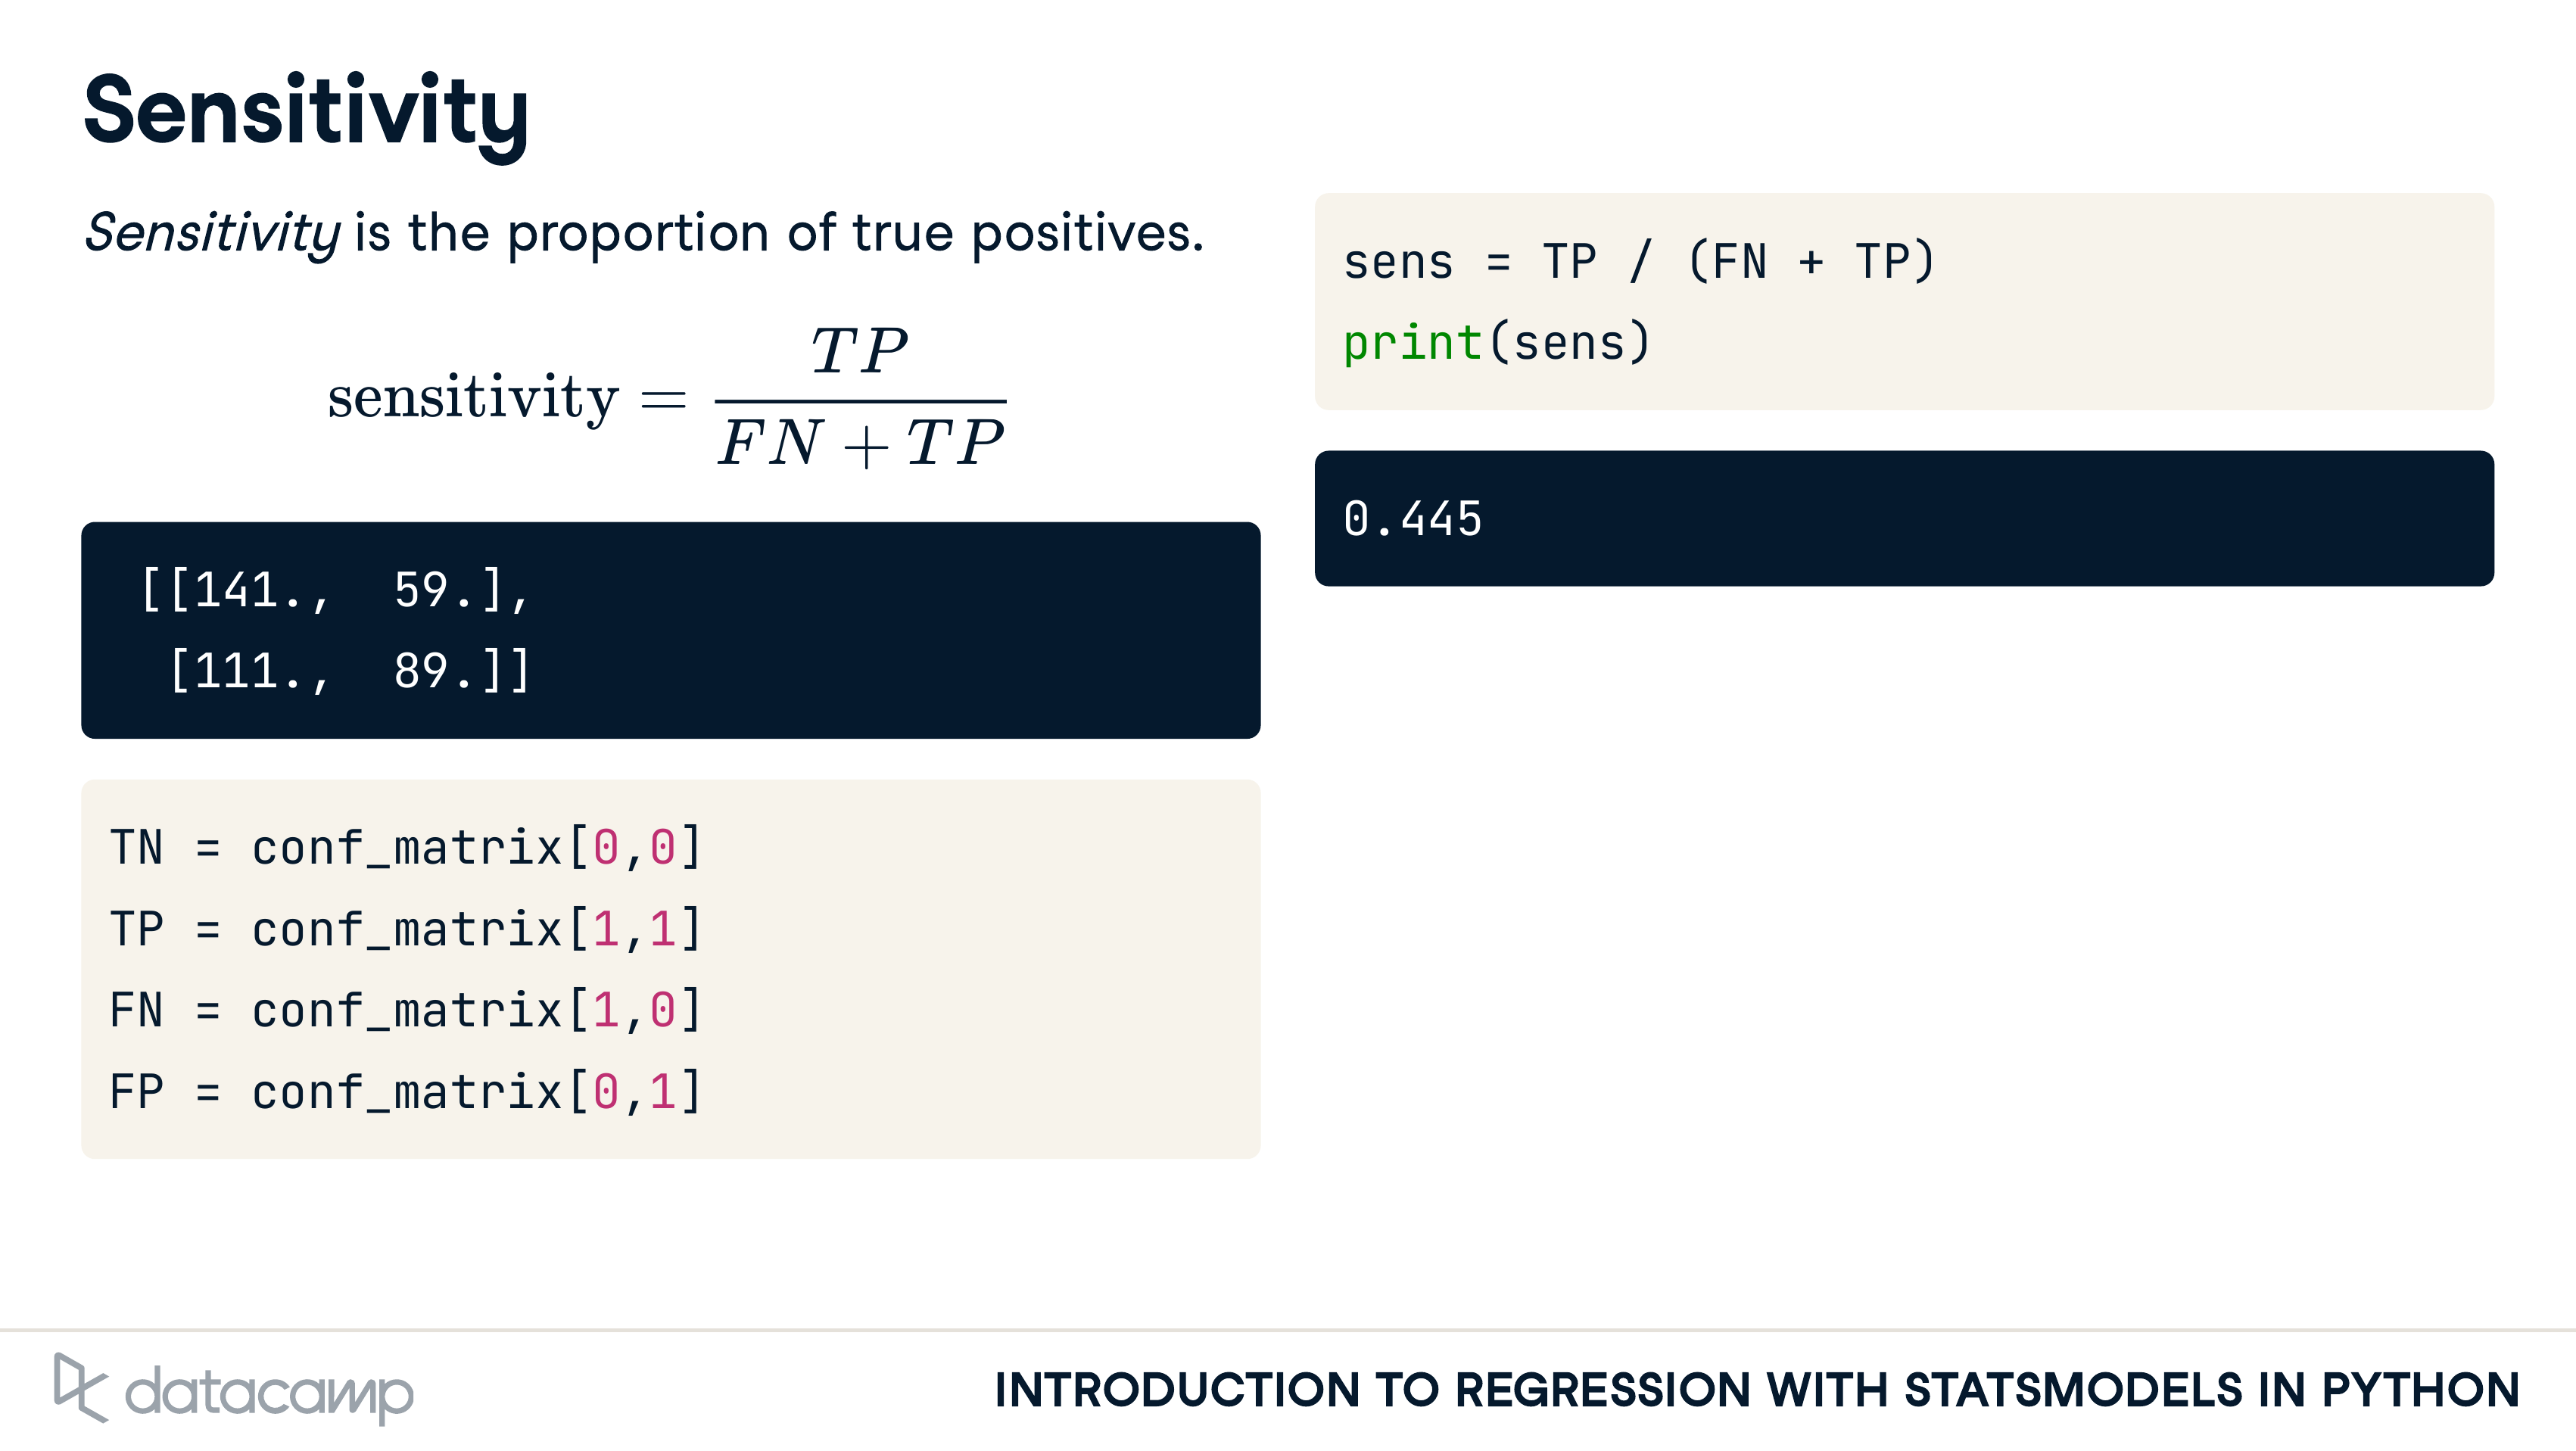 Sensitivity
Sensitivity is the proportion of true positives.
sensitivity = TP / (FN + TP)
[[141.,  59.],
 [111.,  89.]]
TN = conf_matrix[0,0]
TP = conf_matrix[1,1]
FN = conf_matrix[1,0]
FP = conf_matrix[0,1]
sens = TP / (FN + TP)
print(sens)
0.445
datacamp
INTRODUCTION TO REGRESSION WITH STATSMODELS IN PYTHON